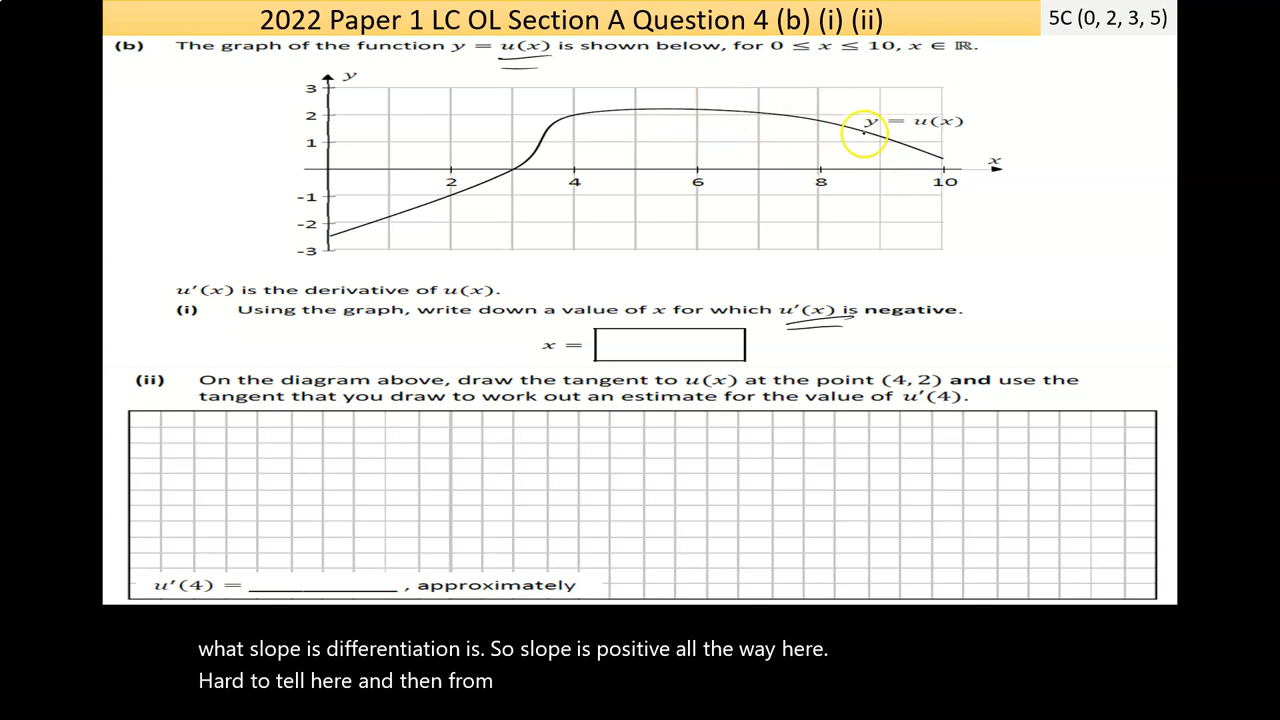 2022 Paper 1 LC OL Section A Question 4 (b) (i) (ii)
5C (0, 2, 3, 5)
(b) The graph of the function y = u(x) is shown below, for 0 ≤ x ≤ 10, x ∈ ℝ.
y
3
2
y = u(x)
1
x
2 4 6 8 10
-1
-2
-3
u′(x) is the derivative of u(x).
(i) Using the graph, write down a value of x for which u′(x) is negative.
x =
(ii) On the diagram above, draw the tangent to u(x) at the point (4, 2) and use the
tangent that you draw to work out an estimate for the value of u′(4).
u′(4) = __________ , approximately
what slope is differentiation is. So slope is positive all the way here.
Hard to tell here and then from